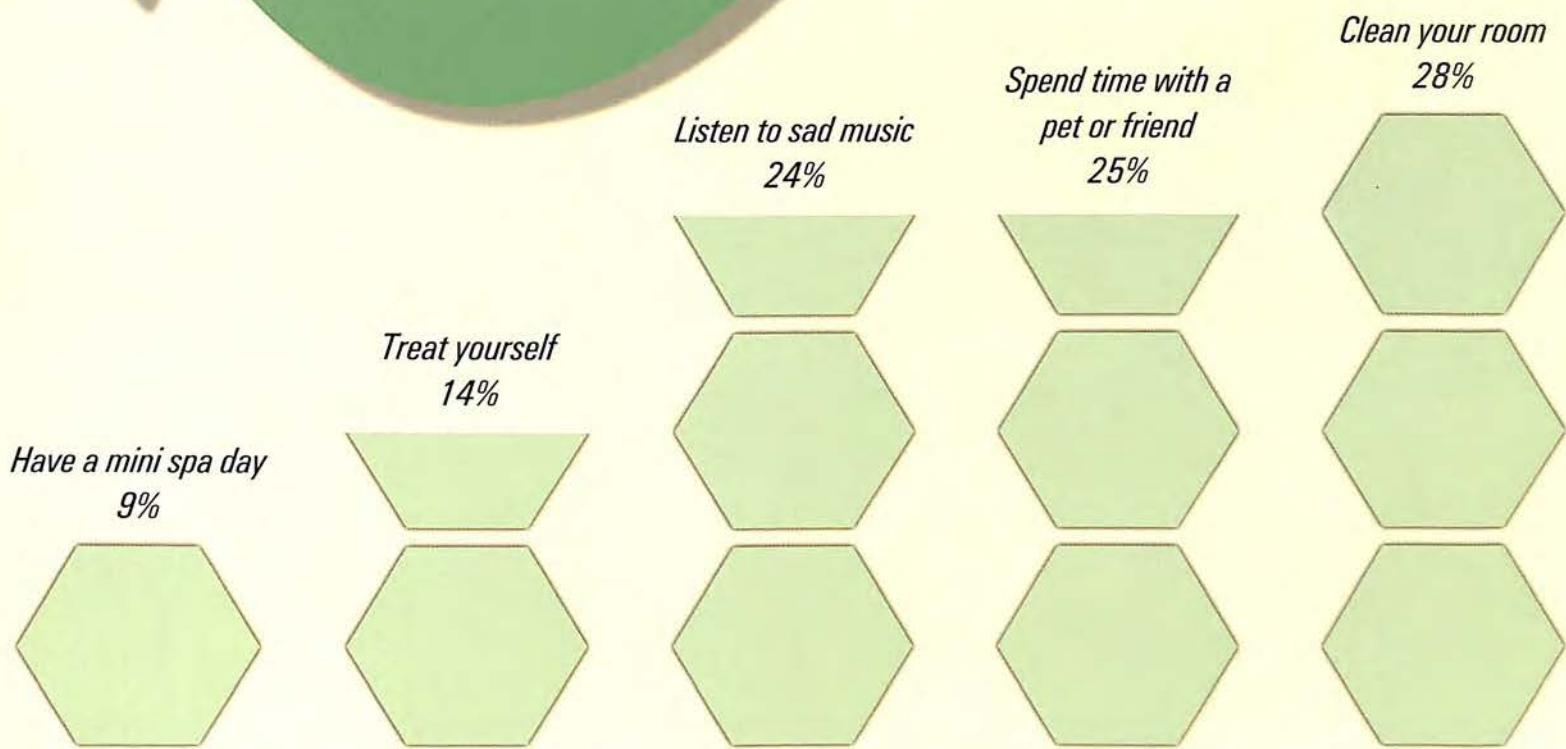 Have a mini spa day
9%
Treat yourself
14%
Listen to sad music
24%
Spend time with a
pet or friend
25%
Clean your room
28%